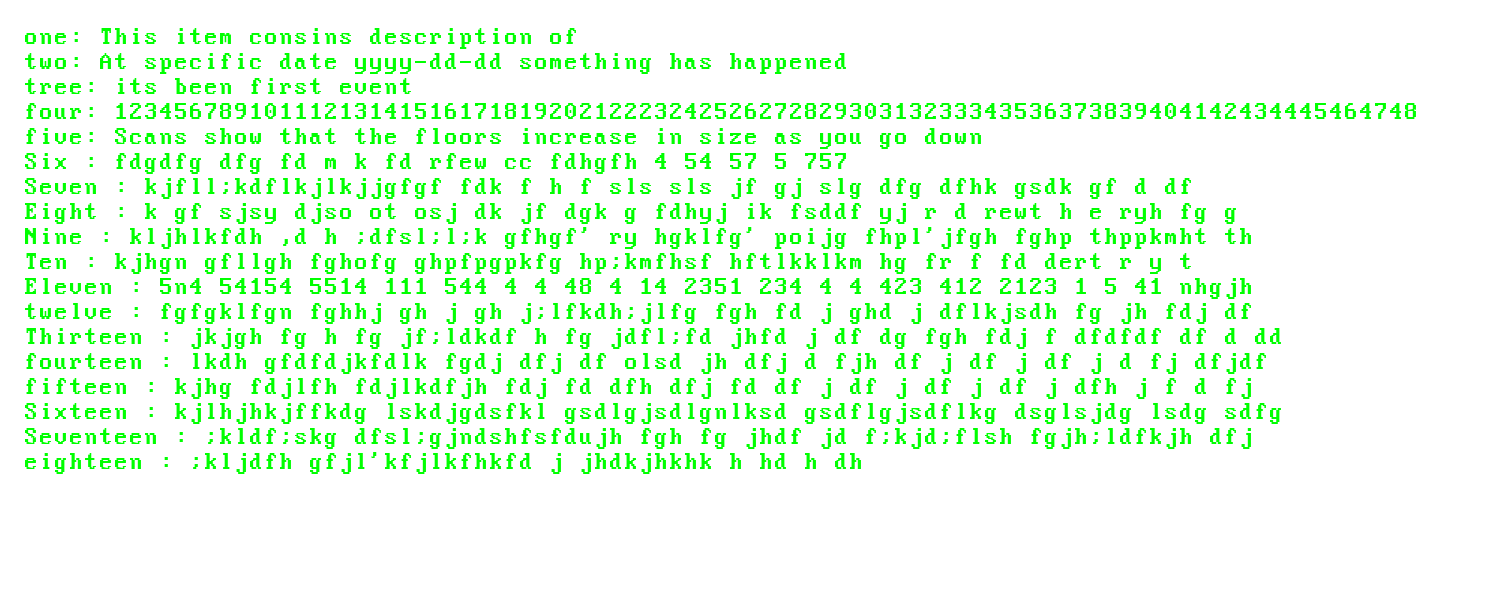 one: This item consins description of
two: At specific date yyyy-dd-dd something has happened
tree: its been first event
four: 123456789101112131415161718192021222324252627282930313233343536373839404142434445464748
five: Scans show that the floors increase in size as you go down
Six : fdgdfg dfg fd m k fd rfew cc fdhgfh 4 54 57 5 757
Seven : kjfll;kdflkjlkjjgfgf fdk f h f sls sls jf gj slg dfg dfhk gsdk gf d df
Eight : k gf sjsy djso ot osj dk jf dgk g fdhyj ik fsddf yj r d rewt h e ryh fg g
Nine : kljhlkfdh ,d h ;dfsl;l;k gfhgf' ry hgklfg' poijg fhpl'jfgh fghp thppkmht th
Ten : kjhgn gfllgh fghofg ghpfpgpkfg hp;kmfhsf hftlkklkm hg fr f fd dert r y t
Eleven : 5n4 54154 5514 111 544 4 4 48 4 14 2351 234 4 4 423 412 2123 1 5 41 nhgjh
twelve : fgfgklfgn fghhj gh j gh j;lfkdh;jlfg fgh fd j ghd j dflkjsdh fg jh fdj df
Thirteen : jkjgh fg h fg jf;ldkdf h fg jdfl;fd jhfd j df dg fgh fdj f dfdfdf df d dd
fourteen : lkdh gfdfdjkfdlk fgdj dfj df olsd jh dfj d fjh df j df j df j d fj dfjdf
fifteen : kjhg fdjlfh fdjlkdfjh fdj fd dfh dfj fd df j df j df j df j dfh j f d fj
Sixteen : kjlhjhkjffkdg lskdjgdsfkl gsdlgjsdlgnlksd gsdflgjsdflkg dsglsjdg lsdg sdfg
Seventeen : ;kldf;skg dfsl;gjndshfsfdujh fgh fg jhdf jd f;kjd;flsh fgjh;ldfkjh dfj
eighteen : ;kljdfh gfjl'kfjlkfhkfd j jhdkjhkhk h hd h dh